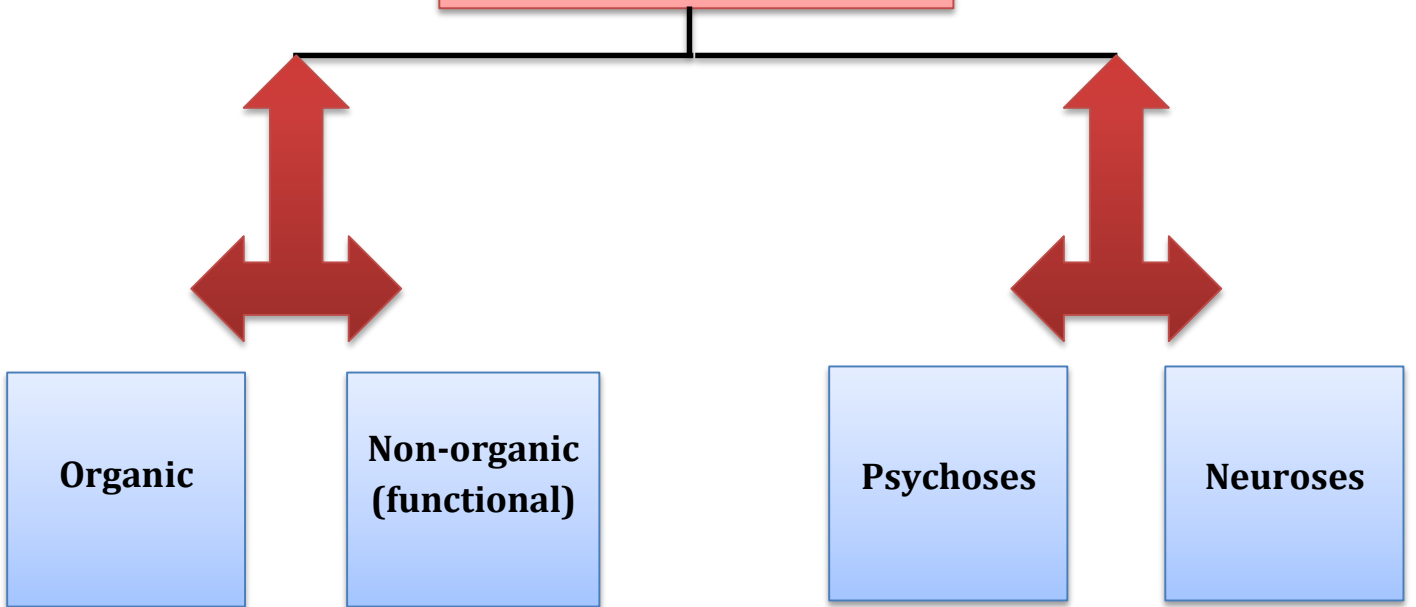 Organic
Non-organic
(functional)
Psychoses
Neuroses